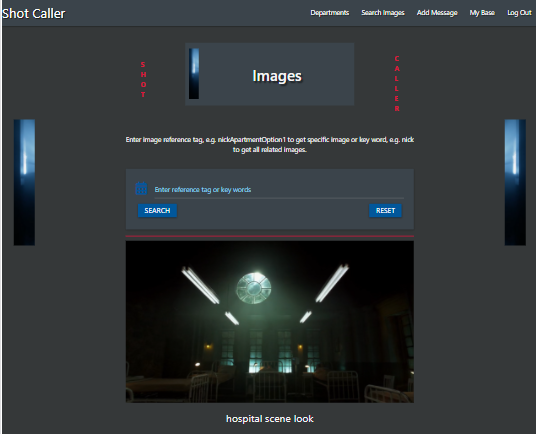 Shot Caller
Departments Search Images Add Message My Base Log Out
SHOT
Images
CALLER
Enter image reference tag, e.g. nickApartmentOption1 to get specific image or key word, e.g. nick
to get all related images.
Enter reference tag or key words
SEARCH RESET
hospital scene look